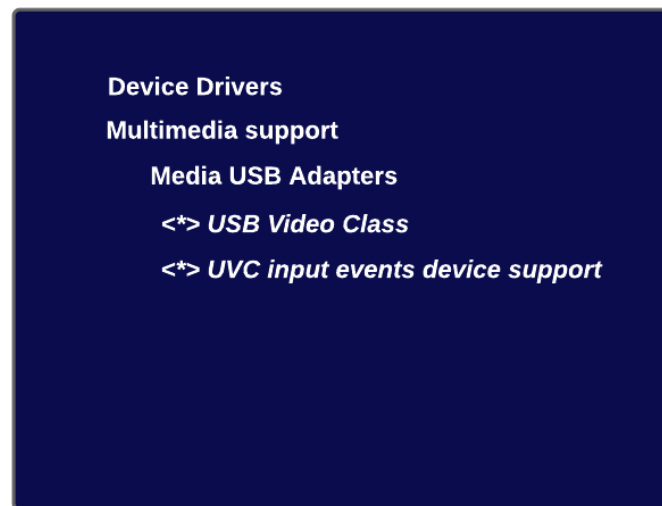 Device Drivers
Multimedia support
Media USB Adapters
<*> USB Video Class
<*> UVC input events device support